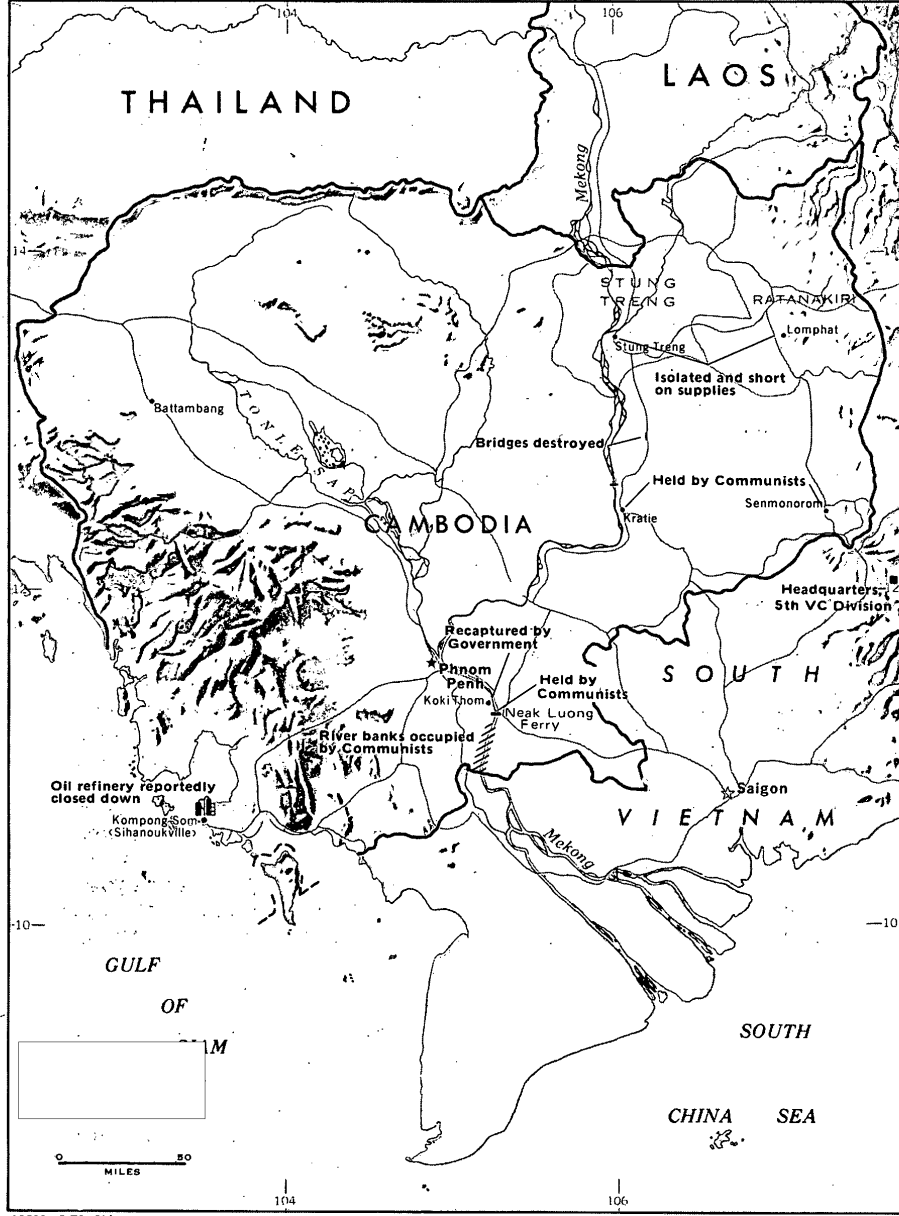 104
106
THAILAND
LAOS
Mekong
14
14
STUNG
TRENG
RATANAKIRI
Lomphat
Stung Treng
Isolated and short
on supplies
Battambang
TONLE SAP
Bridges destroyed
Held by Communists
Senmonorom
Kratie
CAMBODIA
12
Headquarters,
5th VC Division
Recaptured by
Government
Phnom
Penh
SOUTH
Held by
Communists
Koki Thom
Neak Luong
Ferry
River banks occupied
by Communists
Oil refinery reportedly
closed down
Saigon
Kompong Som
(Sihanoukville)
VIETNAM
Mekong
10
10
GULF
OF
SOUTH
CHINA SEA
0 50
MILES
104
106